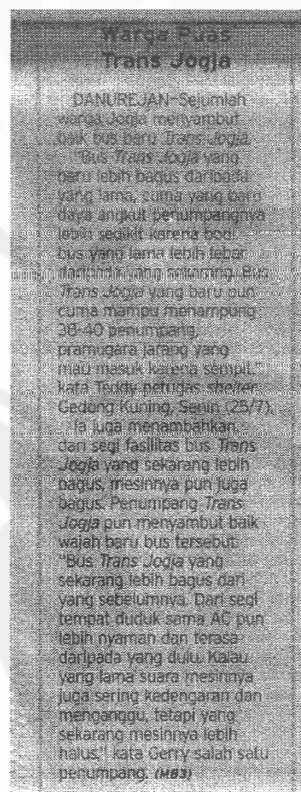 Warga Puas
Trans Jogja
DANUREJAN–Sejumlah
warga Jogja menyambut
baik bus baru Trans Jogja.
"Bus Trans Jogja yang
baru lebih bagus daripada
yang lama, cuma yang baru
daya angkut penumpangnya
lebih sedikit karena bodi
bus yang lama lebih lebar
daripada yang sekarang. Bus
Trans Jogja yang baru pun
cuma mampu menampung
38-40 penumpang,
pramugara jarang yang
mau masuk karena sempit,"
kata Teddy petugas shelter
Gedong Kuning, Senin (25/7).
Ia juga menambahkan,
dari segi fasilitas bus Trans
Jogja yang sekarang lebih
bagus, mesinnya pun juga
bagus. Penumpang Trans
Jogja pun menyambut baik
wajah baru bus tersebut.
"Bus Trans Jogja yang
sekarang lebih bagus dari
yang sebelumnya. Dari segi
tempat duduk sama AC pun
lebih nyaman dan terasa
daripada yang dulu. Kalau
yang lama suara mesinnya
juga sering kedengaran dan
menganggu, tetapi yang
sekarang mesinnya lebih
halus," kata Gerry salah satu
penumpang. (MB3)